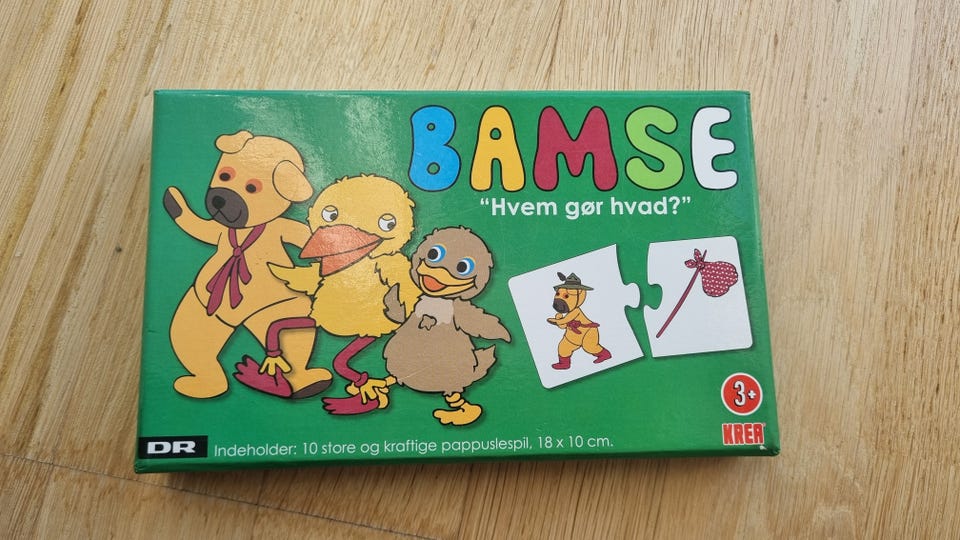 BAMSE
"Hvem gør hvad?"
3+
KREA
DR
Indeholder: 10 store og kraftige pappuslespil, 18 x 10 cm.